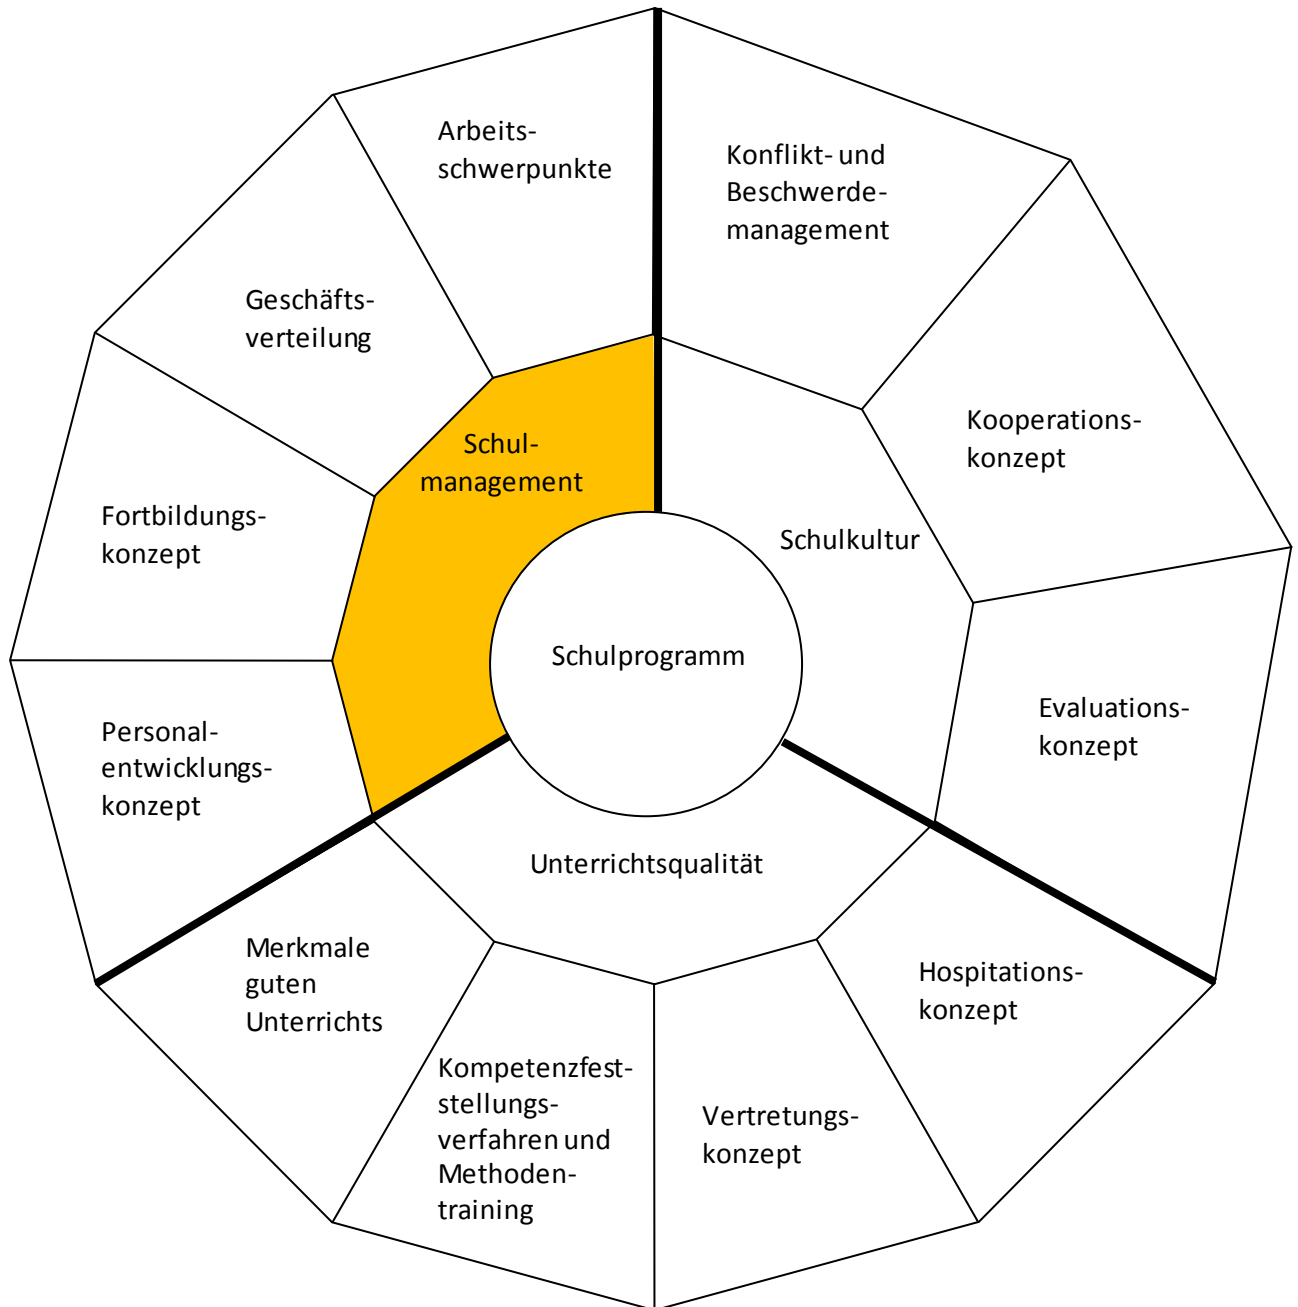 Arbeits-
schwerpunkte
Konflikt- und
Beschwerde-
management
Geschäfts-
verteilung
Kooperations-
konzept
Schul-
management
Fortbildungs-
konzept
Schulkultur
Schulprogramm
Personal-
entwicklungs-
konzept
Evaluations-
konzept
Unterrichtsqualität
Merkmale
guten
Unterrichts
Hospitations-
konzept
Kompetenzfest-
stellungs-
verfahren und
Methoden-
training
Vertretungs-
konzept